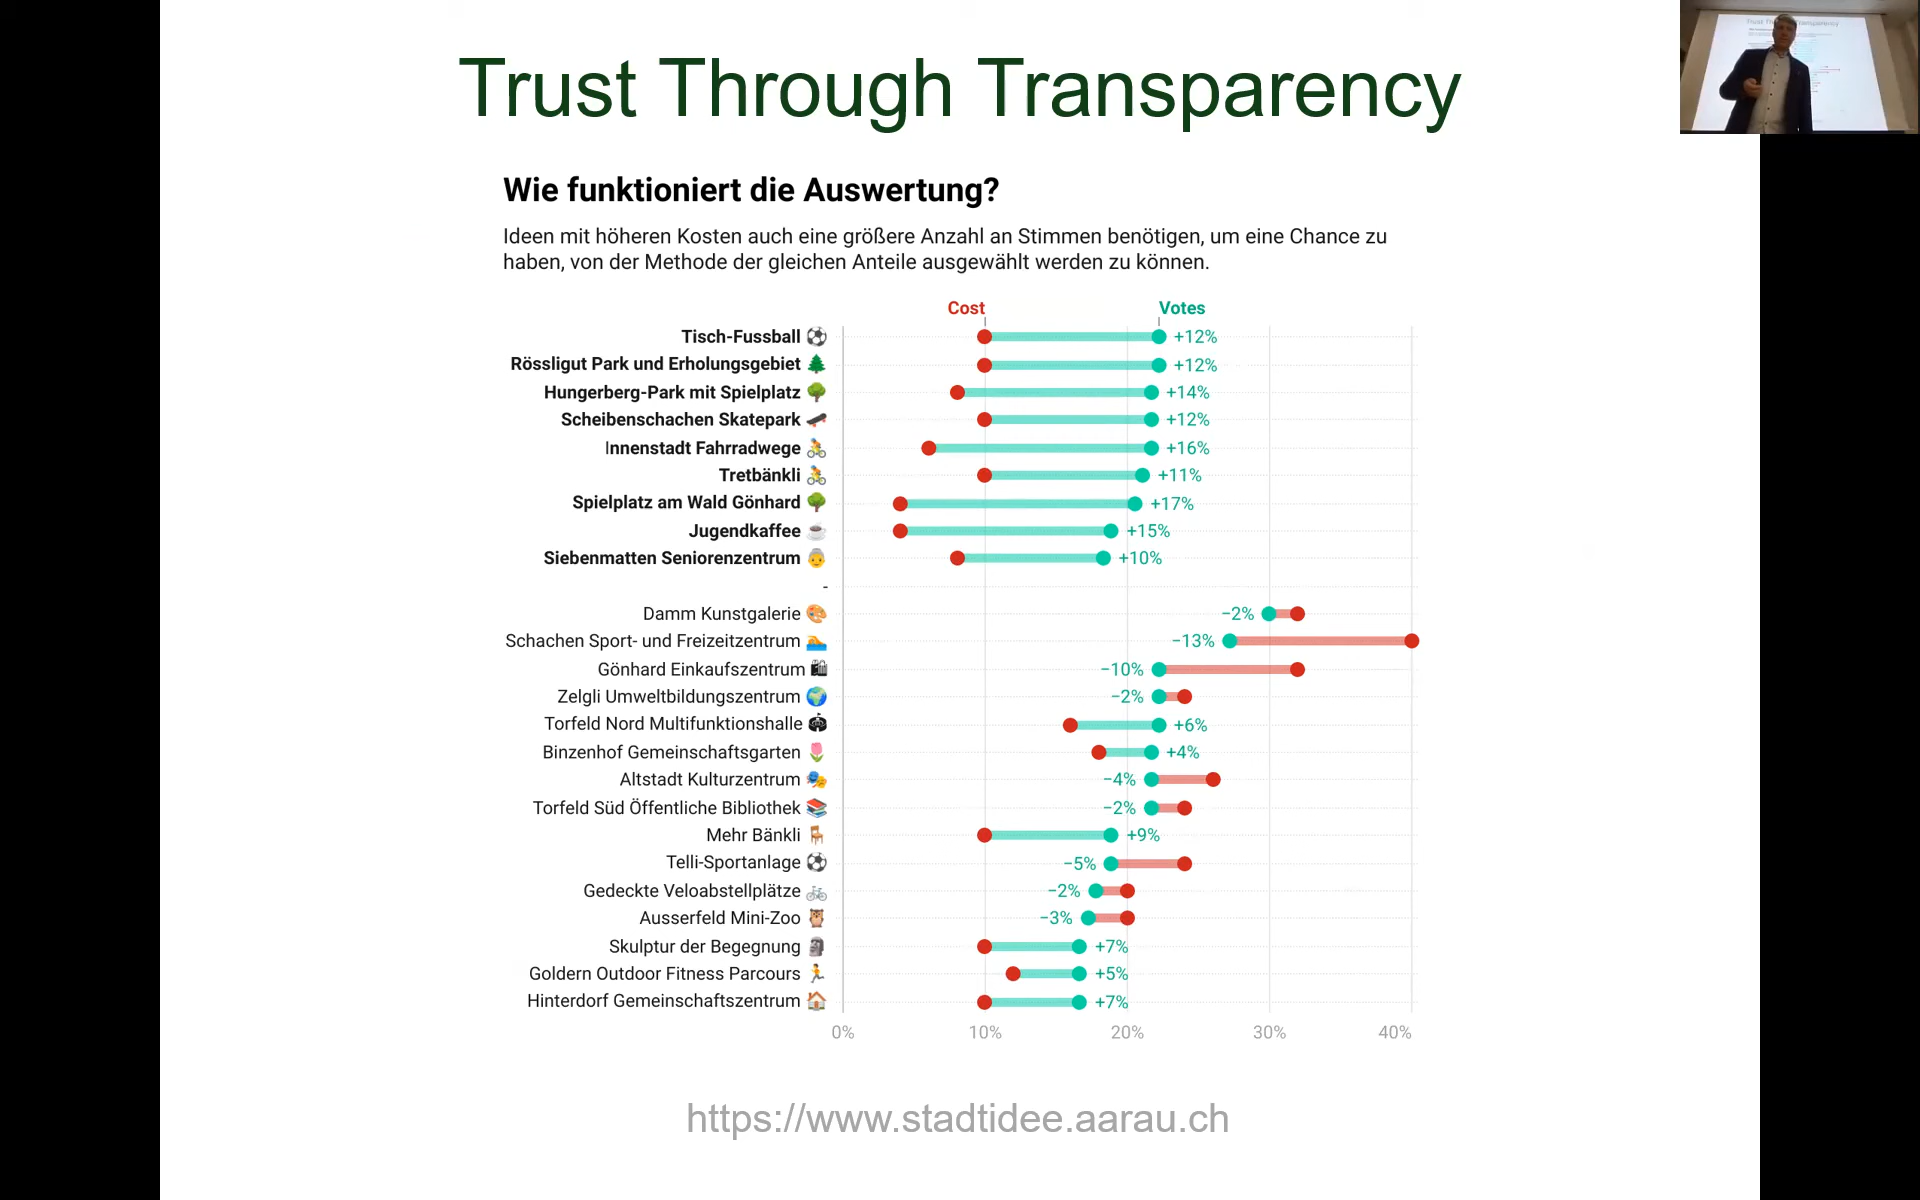 Trust Through Transparency
Wie funktioniert die Auswertung?
Ideen mit höheren Kosten auch eine größere Anzahl an Stimmen benötigen, um eine Chance zu
haben, von der Methode der gleichen Anteile ausgewählt werden zu können.
Cost Votes
Tisch-Fussball +12%
Rössligut Park und Erholungsgebiet +12%
Hungerberg-Park mit Spielplatz +14%
Scheibenschachen Skatepark +12%
Innenstadt Fahrradwege +16%
Tretbänkli +11%
Spielplatz am Wald Gönhard +17%
Jugendkaffee +15%
Siebenmatten Seniorenzentrum +10%
-
Damm Kunstgalerie −2%
Schachen Sport- und Freizeitzentrum −13%
Gönhard Einkaufszentrum −10%
Zelgli Umweltbildungszentrum −2%
Torfeld Nord Multifunktionshalle +6%
Binzenhof Gemeinschaftsgarten +4%
Altstadt Kulturzentrum −4%
Torfeld Süd Öffentliche Bibliothek −2%
Mehr Bänkli +9%
Telli-Sportanlage −5%
Gedeckte Veloabstellplätze −2%
Ausserfeld Mini-Zoo −3%
Skulptur der Begegnung +7%
Goldern Outdoor Fitness Parcours +5%
Hinterdorf Gemeinschaftszentrum +7%
0% 10% 20% 30% 40%
https://www.stadtidee.aarau.ch